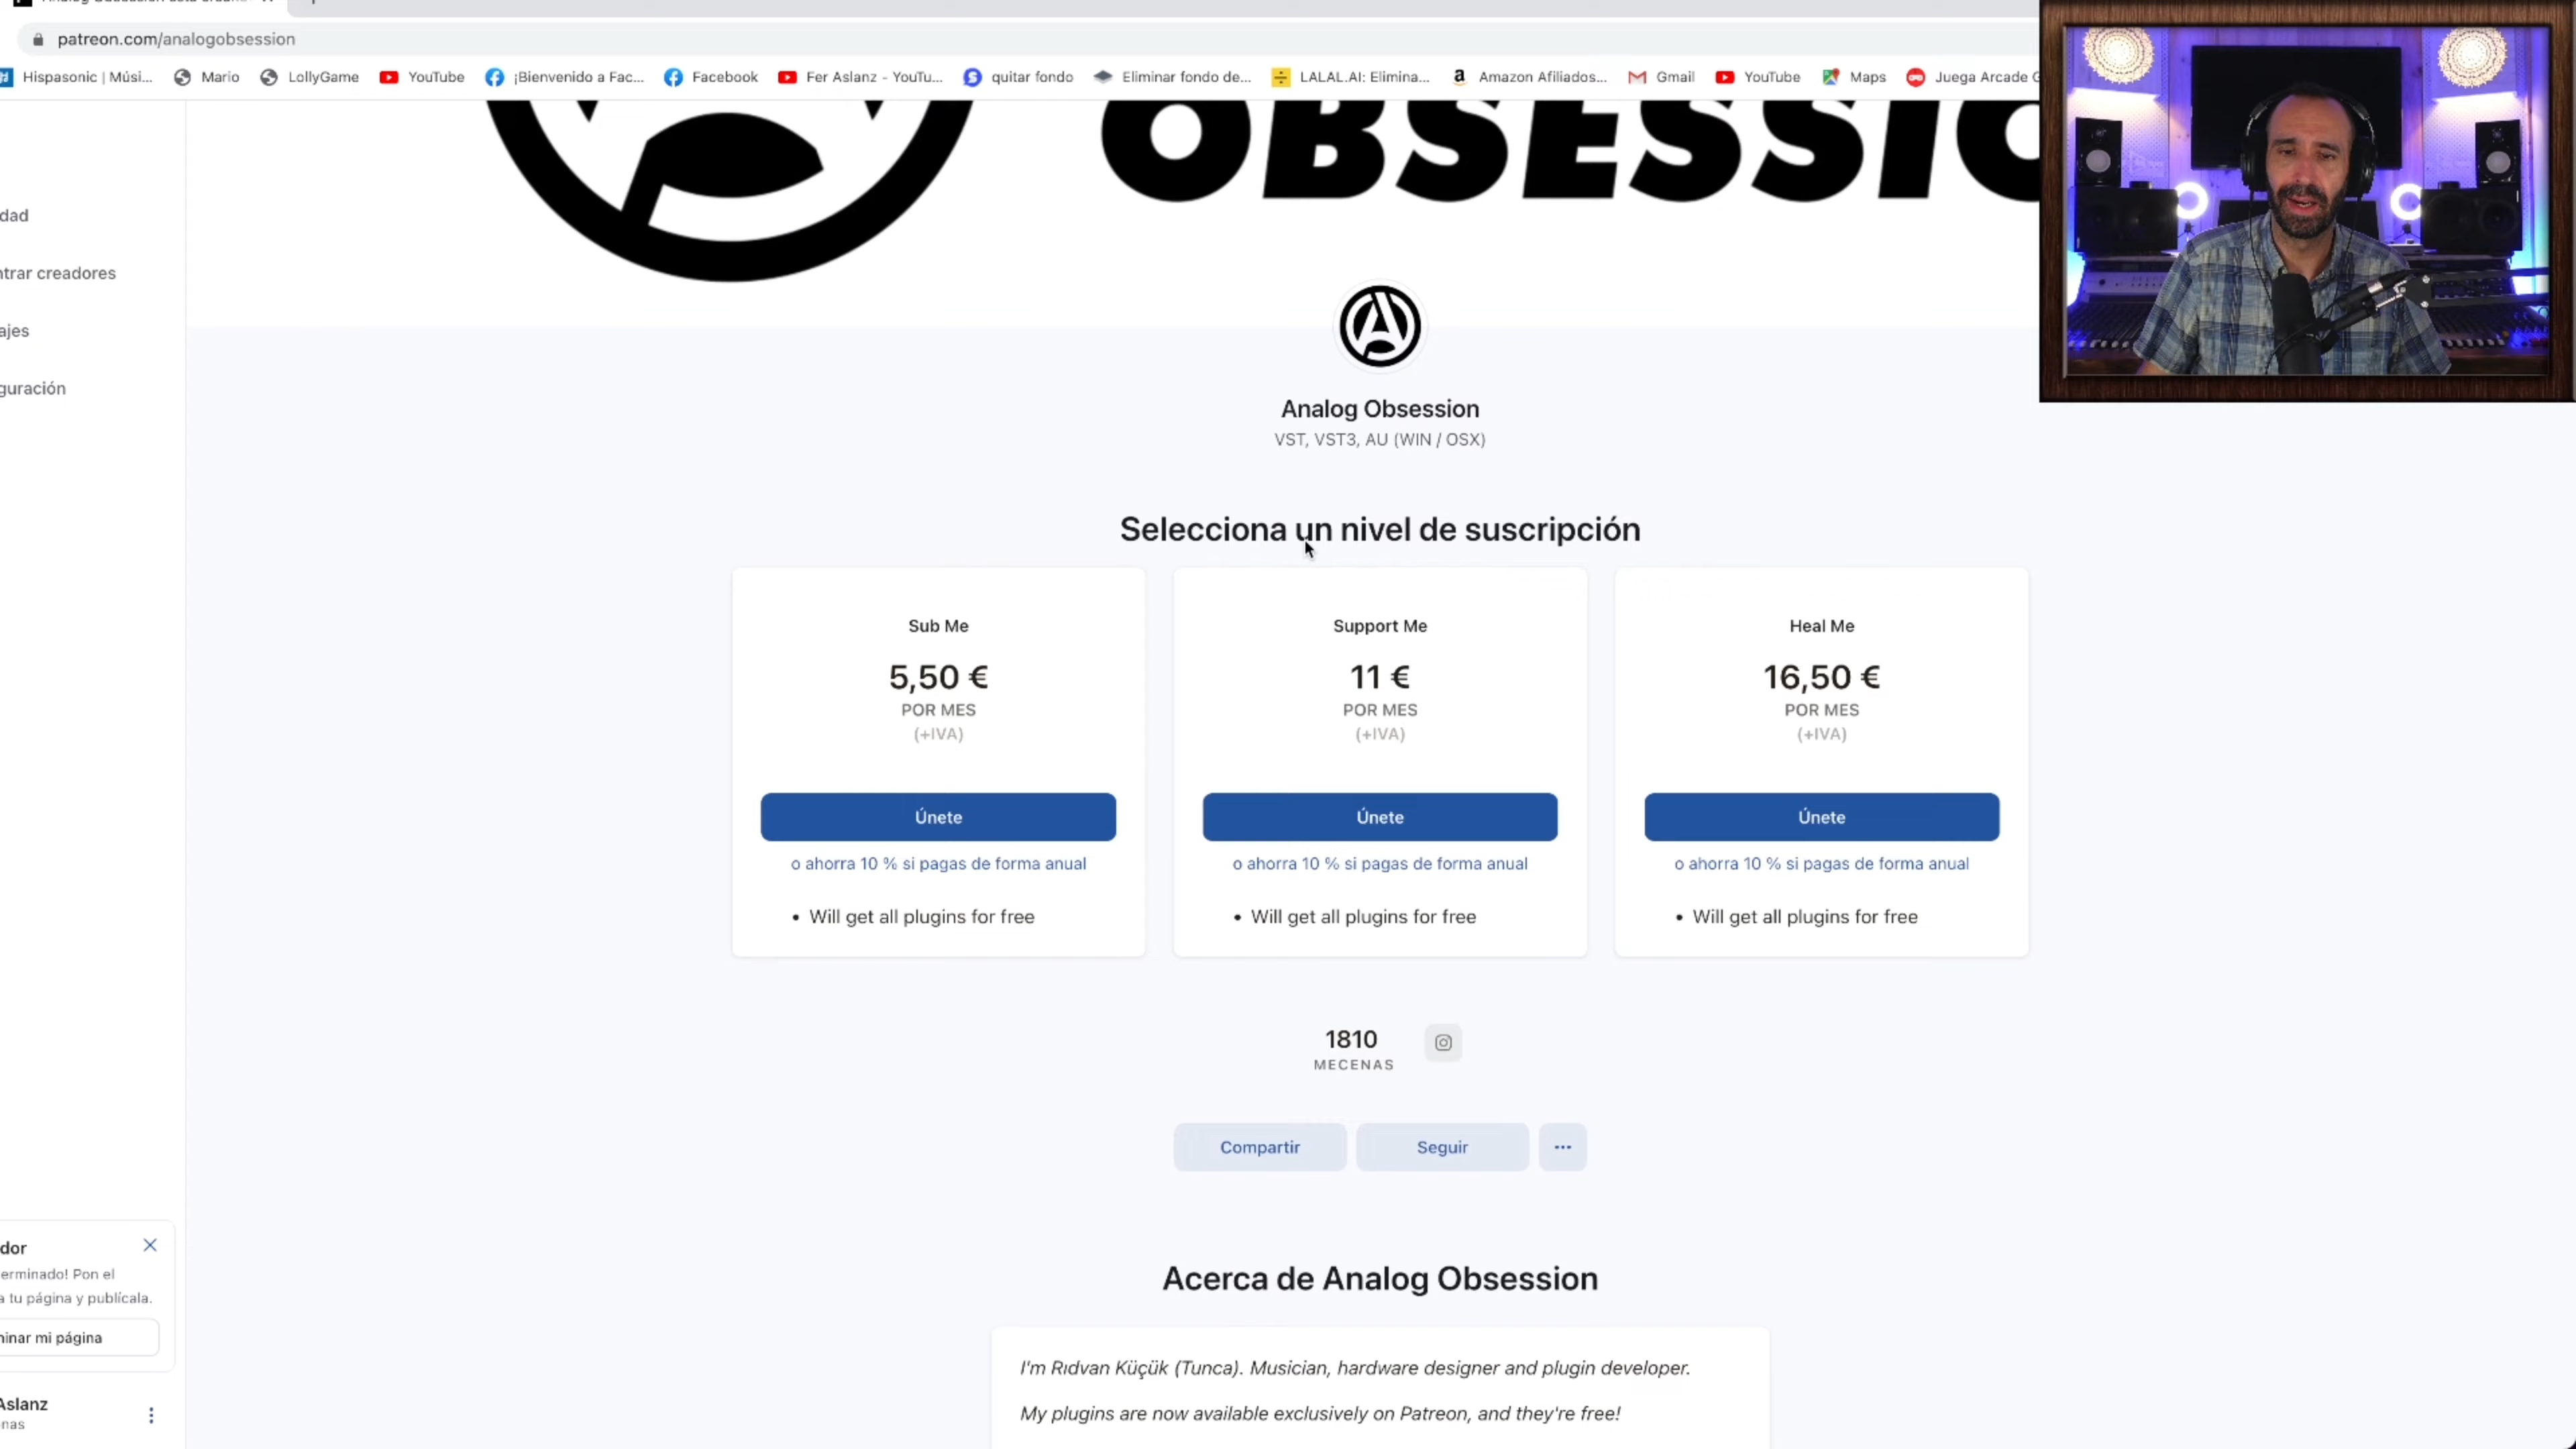 patreon.com/analogobsession
Hispasonic | Músi...
Mario
LollyGame
YouTube
¡Bienvenido a Fac...
Facebook
Fer Aslanz - YouTu...
quitar fondo
Eliminar fondo de...
LALAL.AI: Elimina...
Amazon Afiliados...
Gmail
YouTube
Maps
Juega Arcade G
OBSESSIO
dad
ntrar creadores
ajes
guración
Analog Obsession
VST, VST3, AU (WIN / OSX)
Selecciona un nivel de suscripción
Sub Me
5,50 €
POR MES
(+IVA)
Únete
o ahorra 10 % si pagas de forma anual
• Will get all plugins for free
Support Me
11 €
POR MES
(+IVA)
Únete
o ahorra 10 % si pagas de forma anual
• Will get all plugins for free
Heal Me
16,50 €
POR MES
(+IVA)
Únete
o ahorra 10 % si pagas de forma anual
• Will get all plugins for free
1810
MECENAS
Compartir
Seguir
dor
erminado! Pon el
a tu página y publícala.
ninar mi página
Aslanz
nas
Acerca de Analog Obsession
I'm Rıdvan Küçük (Tunca). Musician, hardware designer and plugin developer.
My plugins are now available exclusively on Patreon, and they're free!